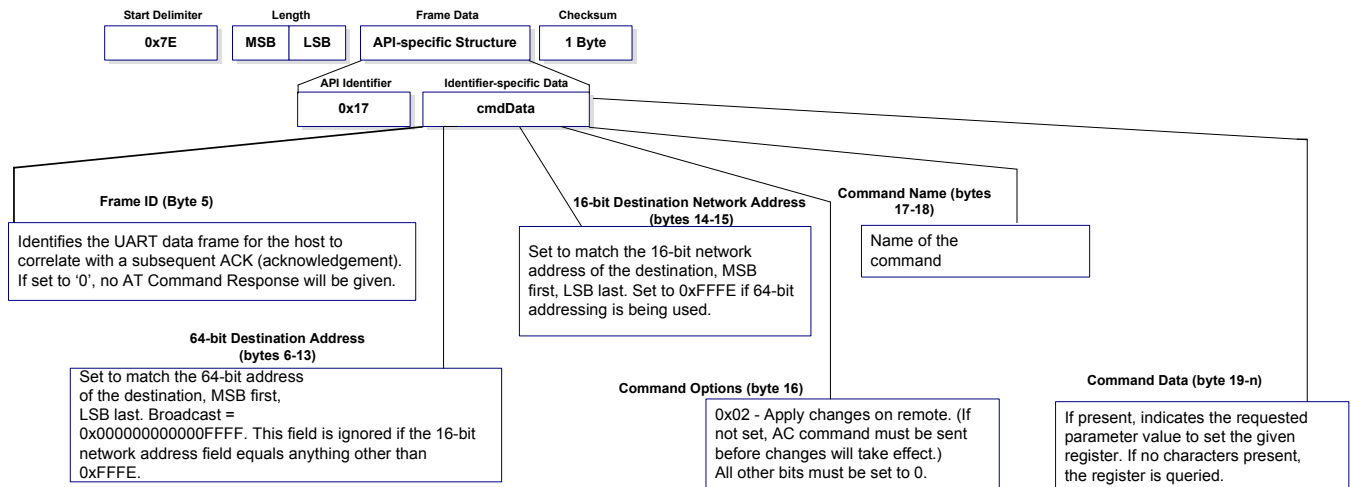 Start Delimiter
Length
Frame Data
Checksum
0x7E
MSB
LSB
API-specific Structure
1 Byte
API Identifier
Identifier-specific Data
0x17
cmdData
Frame ID (Byte 5)
Identifies the UART data frame for the host to
correlate with a subsequent ACK (acknowledgement).
If set to ‘0’, no AT Command Response will be given.
64-bit Destination Address
(bytes 6-13)
Set to match the 64-bit address
of the destination, MSB first,
LSB last. Broadcast =
0x000000000000FFFF. This field is ignored if the 16-bit
network address field equals anything other than
0xFFFE.
16-bit Destination Network Address
(bytes 14-15)
Set to match the 16-bit network
address of the destination, MSB
first, LSB last. Set to 0xFFFE if 64-bit
addressing is being used.
Command Options (byte 16)
0x02 - Apply changes on remote. (If
not set, AC command must be sent
before changes will take effect.)
All other bits must be set to 0.
Command Name (bytes
17-18)
Name of the
command
Command Data (byte 19-n)
If present, indicates the requested
parameter value to set the given
register. If no characters present,
the register is queried.